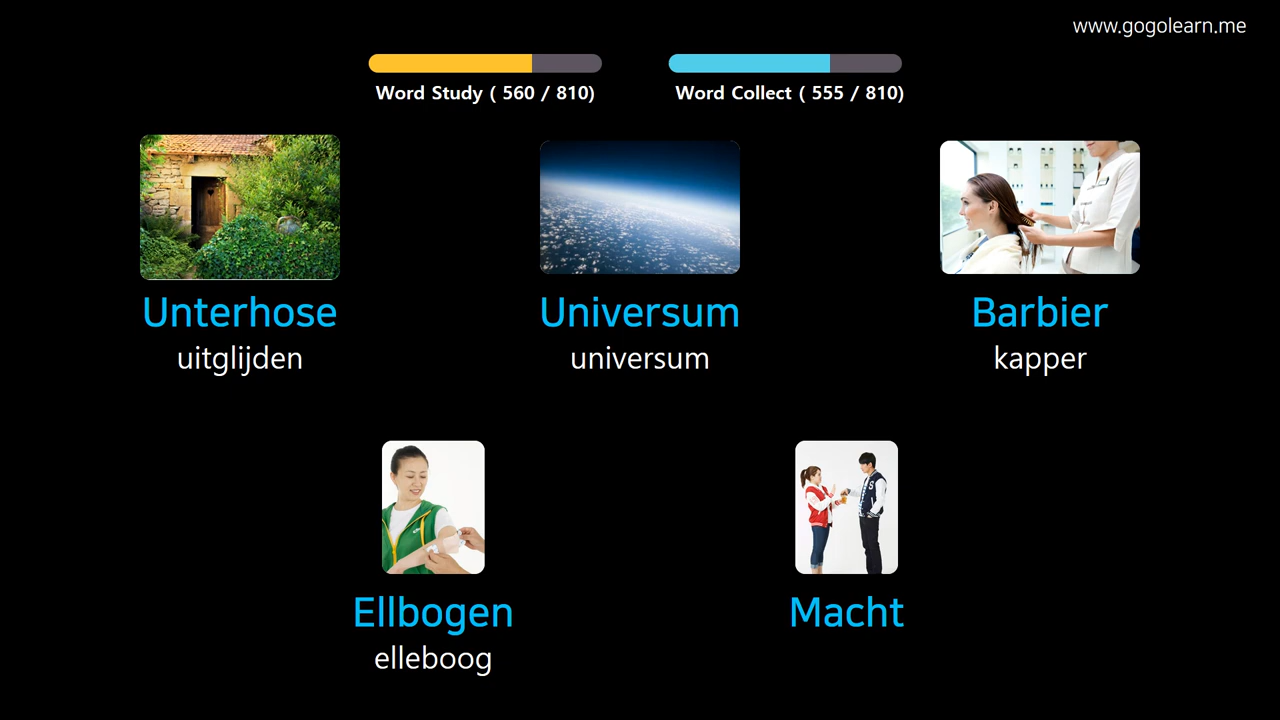 www.gogolearn.me
Word Study ( 560 / 810)
Word Collect ( 555 / 810)
Unterhose
uitglijden
Universum
universum
Barbier
kapper
Ellbogen
elleboog
Macht